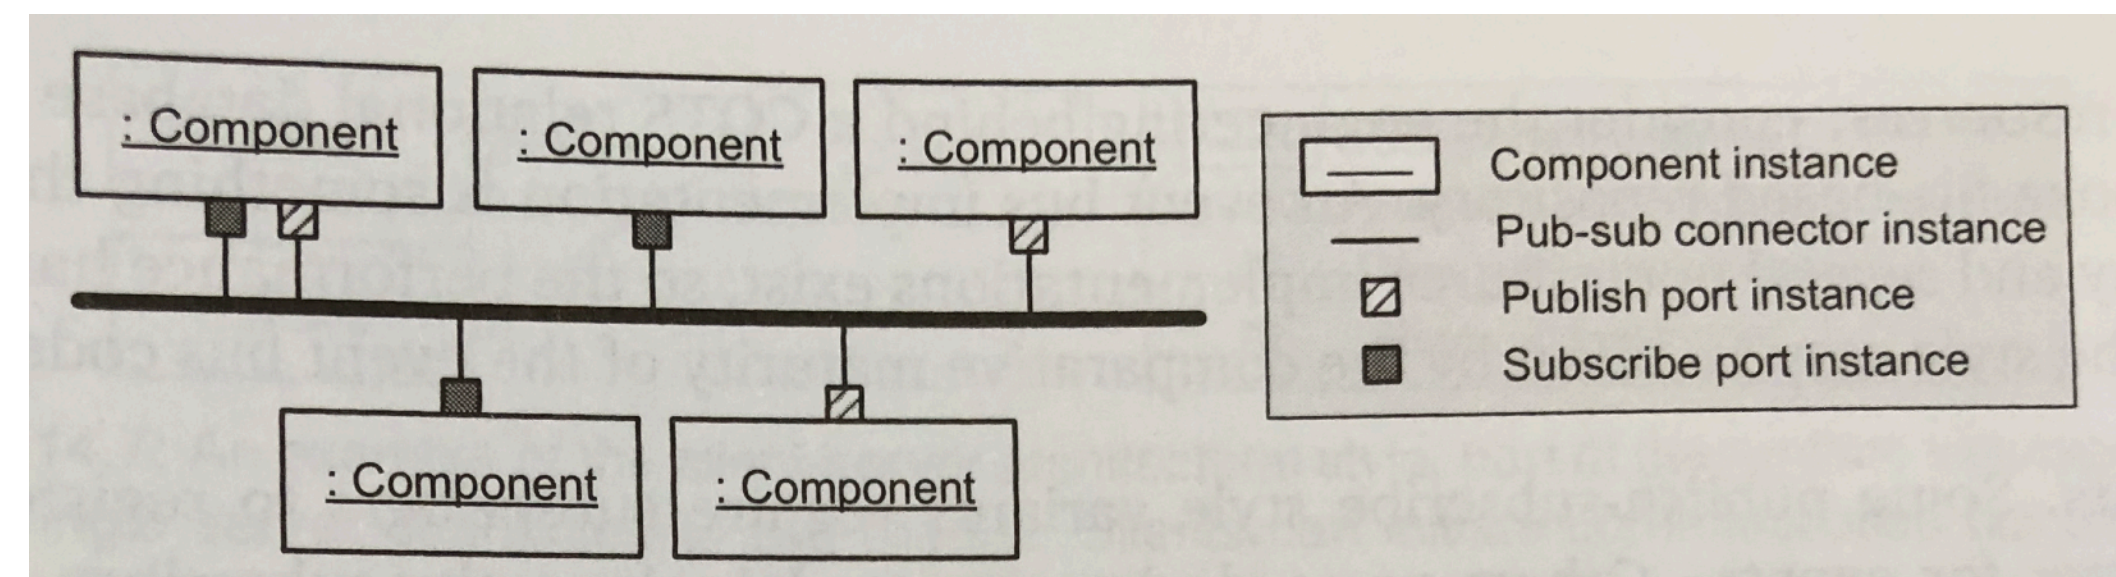 : Component
: Component
: Component
: Component
: Component
Component instance
Pub-sub connector instance
Publish port instance
Subscribe port instance